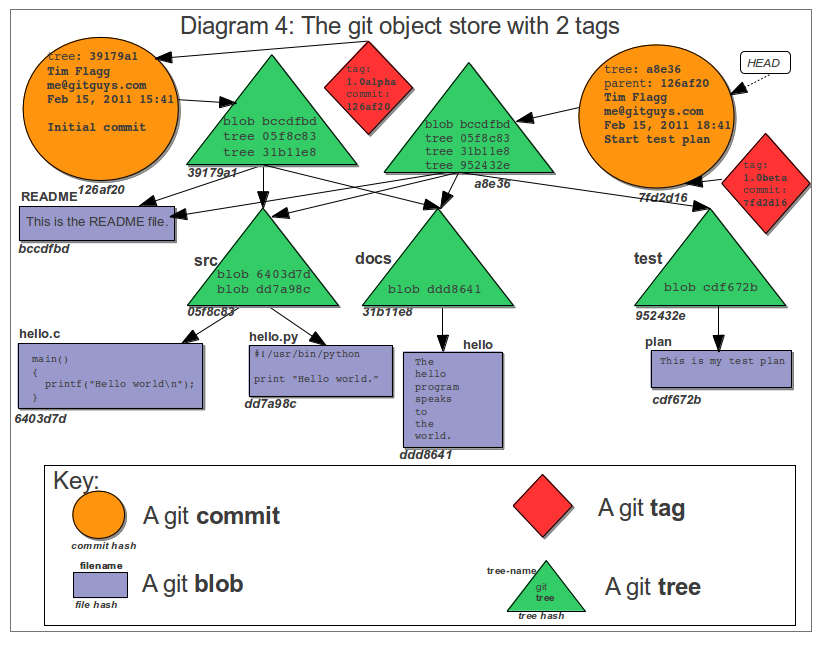 Diagram 4: The git object store with 2 tags
tree: 39179a1
Tim Flagg
me@gitguys.com
Feb 15, 2011 15:41
Initial commit
126af20
blob bccdfbd
tree 05f8c83
tree 31b11e8
39179a1
tag:
1.0alpha
commit:
126af20
blob bccdfbd
tree 05f8c83
tree 31b11e8
tree 952432e
a8e36
tree: a8e36
parent: 126af20
Tim Flagg
me@gitguys.com
Feb 15, 2011 18:41
Start test plan
7fd2d16
HEAD
tag:
1.0beta
commit:
7fd2d16
README
This is the README file.
bccdfbd
src
blob 6403d7d
blob dd7a98c
05f8c83
docs
blob ddd8641
31b11e8
test
blob cdf672b
952432e
hello.c
main()
{
printf("Hello world\n");
}
6403d7d
hello.py
#!/usr/bin/python
print "Hello world."
dd7a98c
hello
The
hello
program
speaks
to
the
world.
ddd8641
plan
This is my test plan
cdf672b
Key:
A git commit
commit hash
A git tag
filename
A git blob
file hash
tree-name
git
tree
A git tree
tree hash